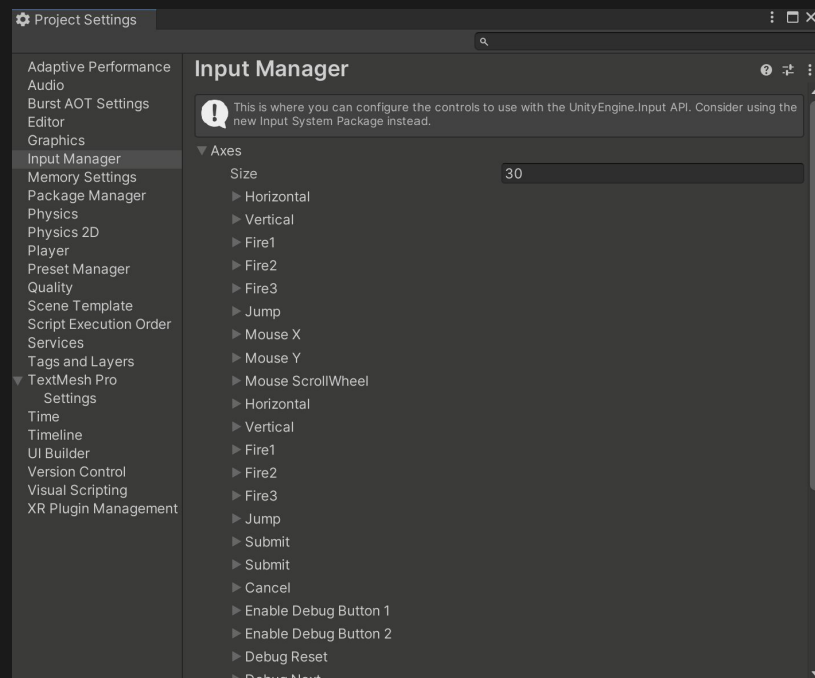 Project Settings
Adaptive Performance
Audio
Burst AOT Settings
Editor
Graphics
Input Manager
Memory Settings
Package Manager
Physics
Physics 2D
Player
Preset Manager
Quality
Scene Template
Script Execution Order
Services
Tags and Layers
TextMesh Pro
Settings
Time
Timeline
UI Builder
Version Control
Visual Scripting
XR Plugin Management
Input Manager
This is where you can configure the controls to use with the UnityEngine.Input API. Consider using the
new Input System Package instead.
Axes
Size 30
Horizontal
Vertical
Fire1
Fire2
Fire3
Jump
Mouse X
Mouse Y
Mouse ScrollWheel
Horizontal
Vertical
Fire1
Fire2
Fire3
Jump
Submit
Submit
Cancel
Enable Debug Button 1
Enable Debug Button 2
Debug Reset
Debug Next